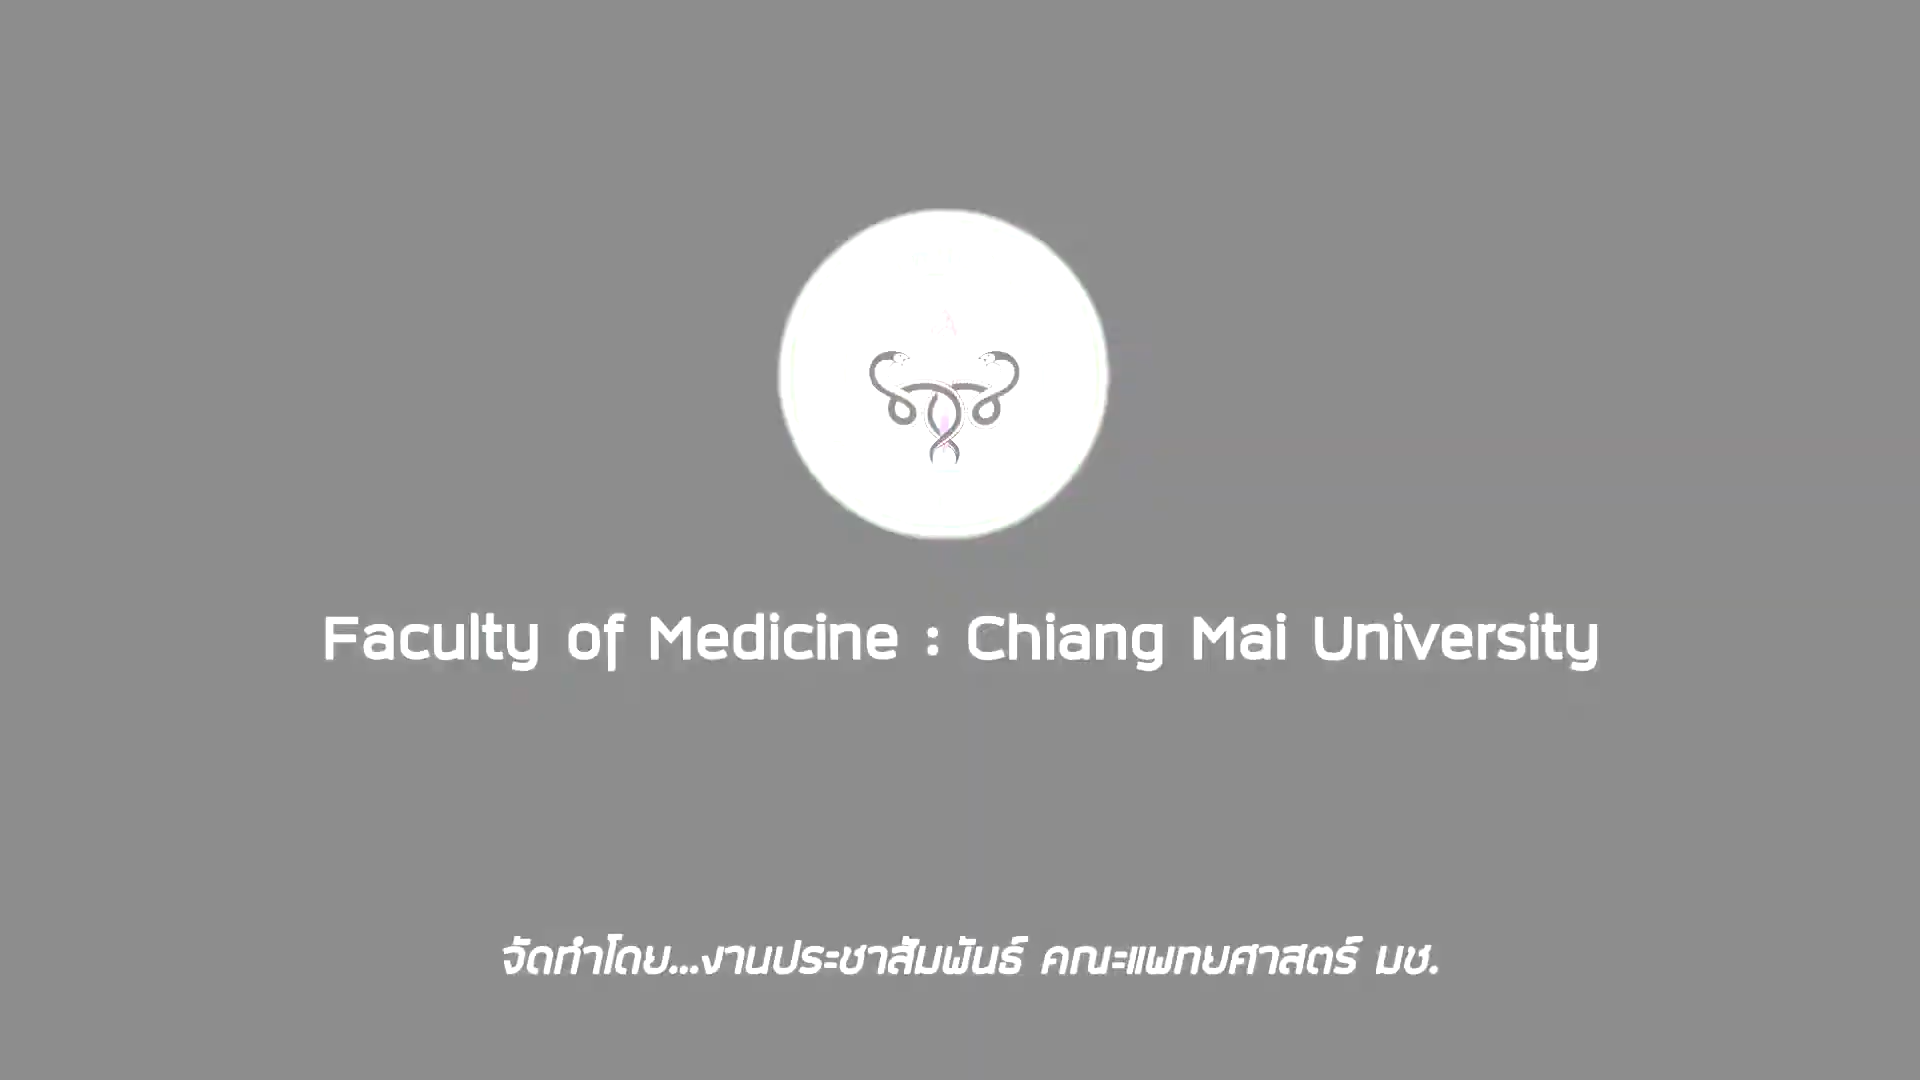 Faculty of Medicine : Chiang Mai University
จัดทำโดย...งานประชาสัมพันธ์ คณะแพทยศาสตร์ มช.